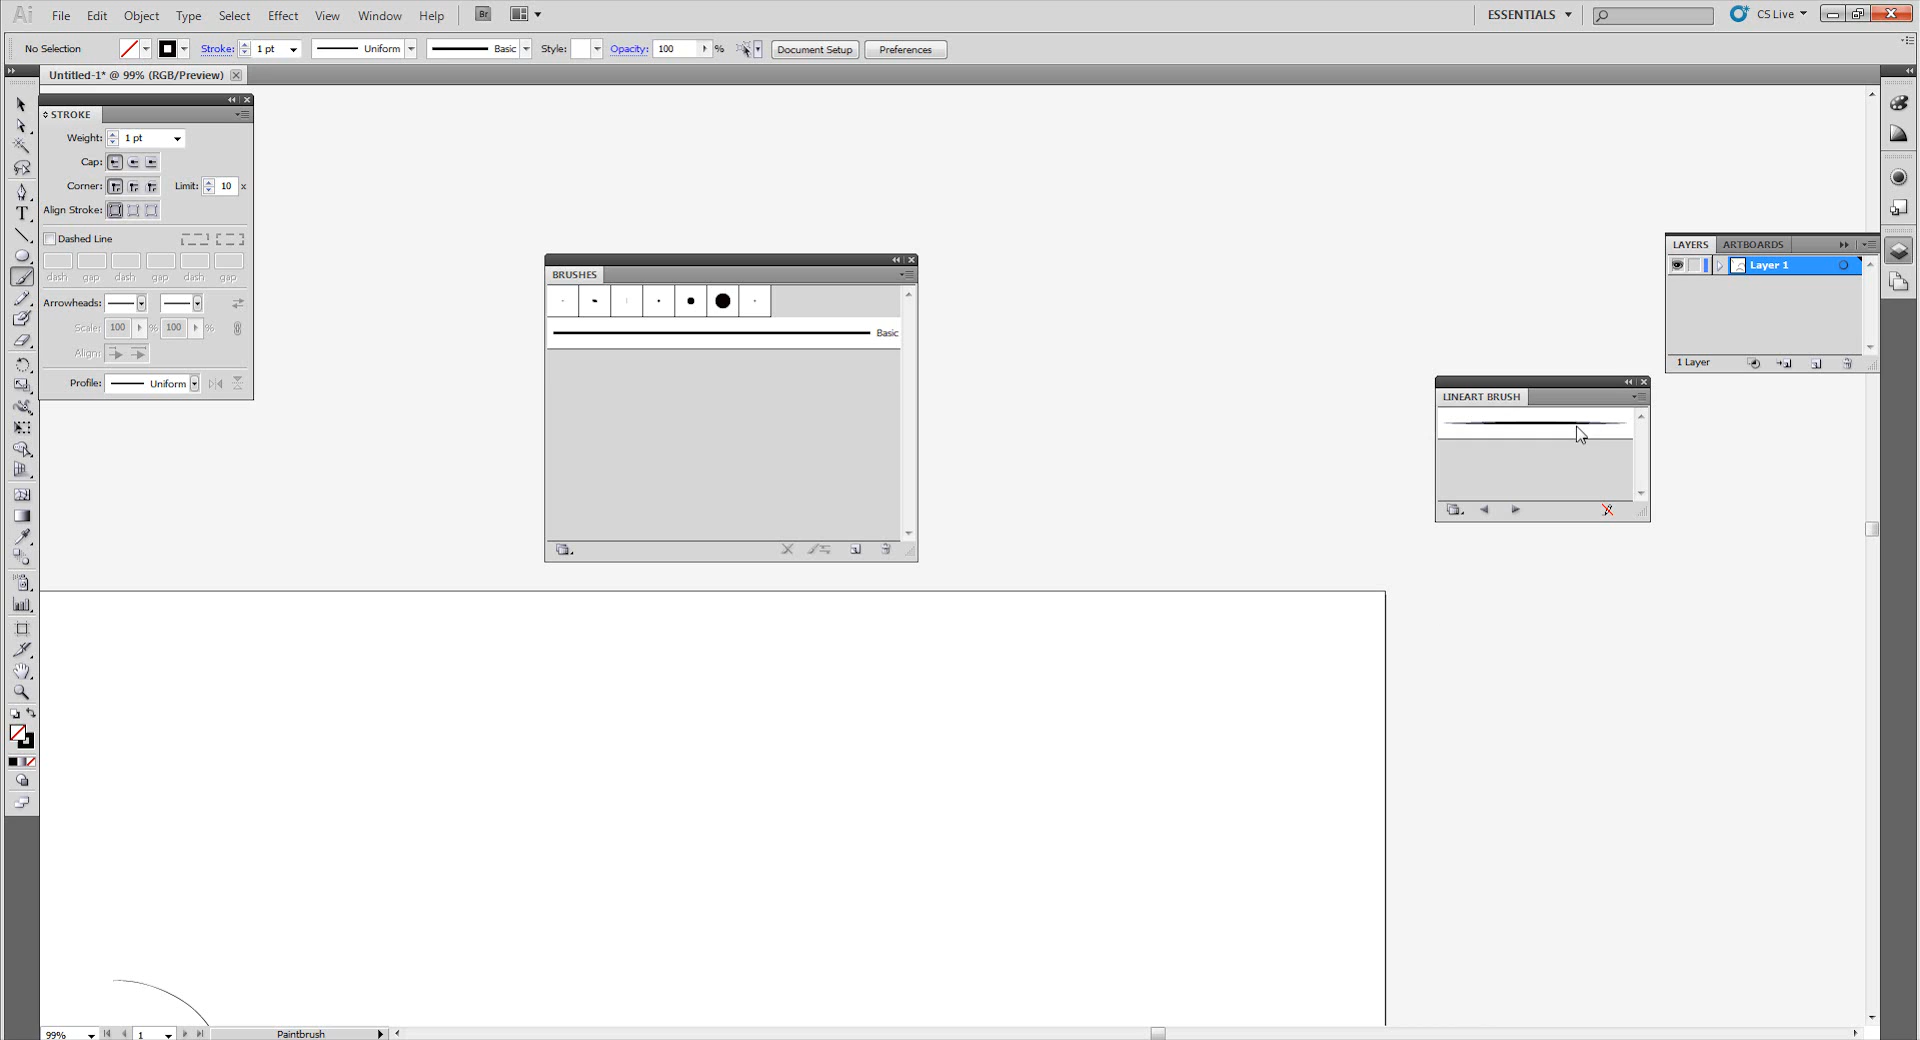 Ai File Edit Object Type Select Effect View Window Help Br ESSENTIALS CS Live
No Selection Stroke: 1 pt Uniform Basic Style: Opacity: 100 % Document Setup Preferences
Untitled-1* @ 99% (RGB/Preview)
STROKE
Weight: 1 pt
Cap:
Corner: Limit: 10 x
Align Stroke:
Dashed Line
dash gap dash gap dash gap
Arrowheads:
Scale: 100 % 100 %
Align:
Profile: Uniform
BRUSHES
Basic
LAYERS ARTBOARDS
Layer 1
1 Layer
LINEART BRUSH
99% 1 Paintbrush